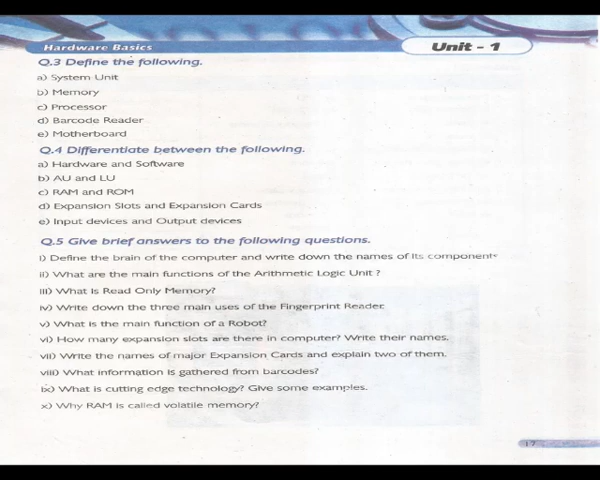 Hardware Basics
Unit - 1
Q.3 Define the following.
a) System Unit
b) Memory
c) Processor
d) Barcode Reader
e) Motherboard
Q.4 Differentiate between the following.
a) Hardware and Software
b) AU and LU
c) RAM and ROM
d) Expansion Slots and Expansion Cards
e) Input devices and Output devices
Q.5 Give brief answers to the following questions.
i) Define the brain of the computer and write down the names of its components
ii) What are the main functions of the Arithmetic Logic Unit ?
iii) What is Read Only Memory?
iv) Write down the three main uses of the Fingerprint Reader.
v) What is the main function of a Robot?
vi) How many expansion slots are there in computer? Write their names.
vii) Write the names of major Expansion Cards and explain two of them.
viii) What information is gathered from barcodes?
ix) What is cutting edge technology? Give some examples.
x) Why RAM is called volatile memory?
17